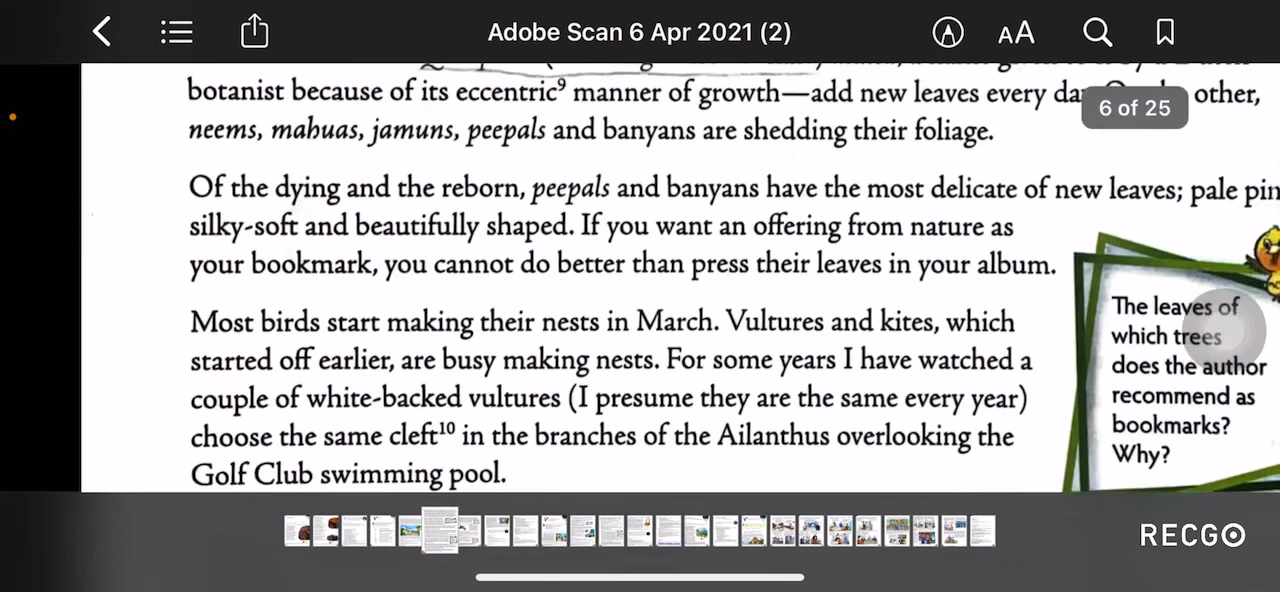 Adobe Scan 6 Apr 2021 (2)
AA
botanist because of its eccentric⁹ manner of growth—add new leaves every other,
6 of 25
neems, mahuas, jamuns, peepals and banyans are shedding their foliage.
Of the dying and the reborn, peepals and banyans have the most delicate of new leaves; pale
silky-soft and beautifully shaped. If you want an offering from nature as
your bookmark, you cannot do better than press their leaves in your album.
Most birds start making their nests in March. Vultures and kites, which
started off earlier, are busy making nests. For some years I have watched a
couple of white-backed vultures (I presume they are the same every year)
choose the same cleft¹⁰ in the branches of the Ailanthus overlooking the
Golf Club swimming pool.
The leaves of
which trees
does the author
recommend as
bookmarks?
Why?
RECGO